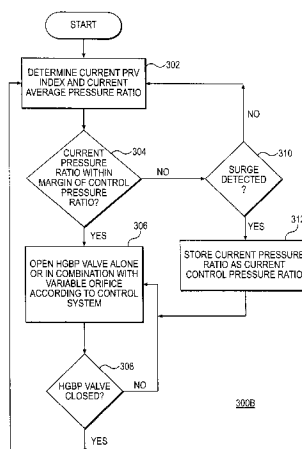 START
302
DETERMINE CURRENT PRV
INDEX AND CURRENT
AVERAGE PRESSURE RATIO
304
CURRENT
PRESSURE
RATIO WITHIN
MARGIN OF CONTROL
PRESSURE
RATIO?
NO
YES
NO
310
SURGE
DETECTED
?
YES
312
STORE CURRENT PRESSURE
RATIO AS CURRENT
CONTROL PRESSURE RATIO
306
OPEN HGBP VALVE ALONE
OR IN COMBINATION WITH
VARIABLE ORIFICE
ACCORDING TO CONTROL
SYSTEM
308
HGBP VALVE
CLOSED?
NO
YES
300B